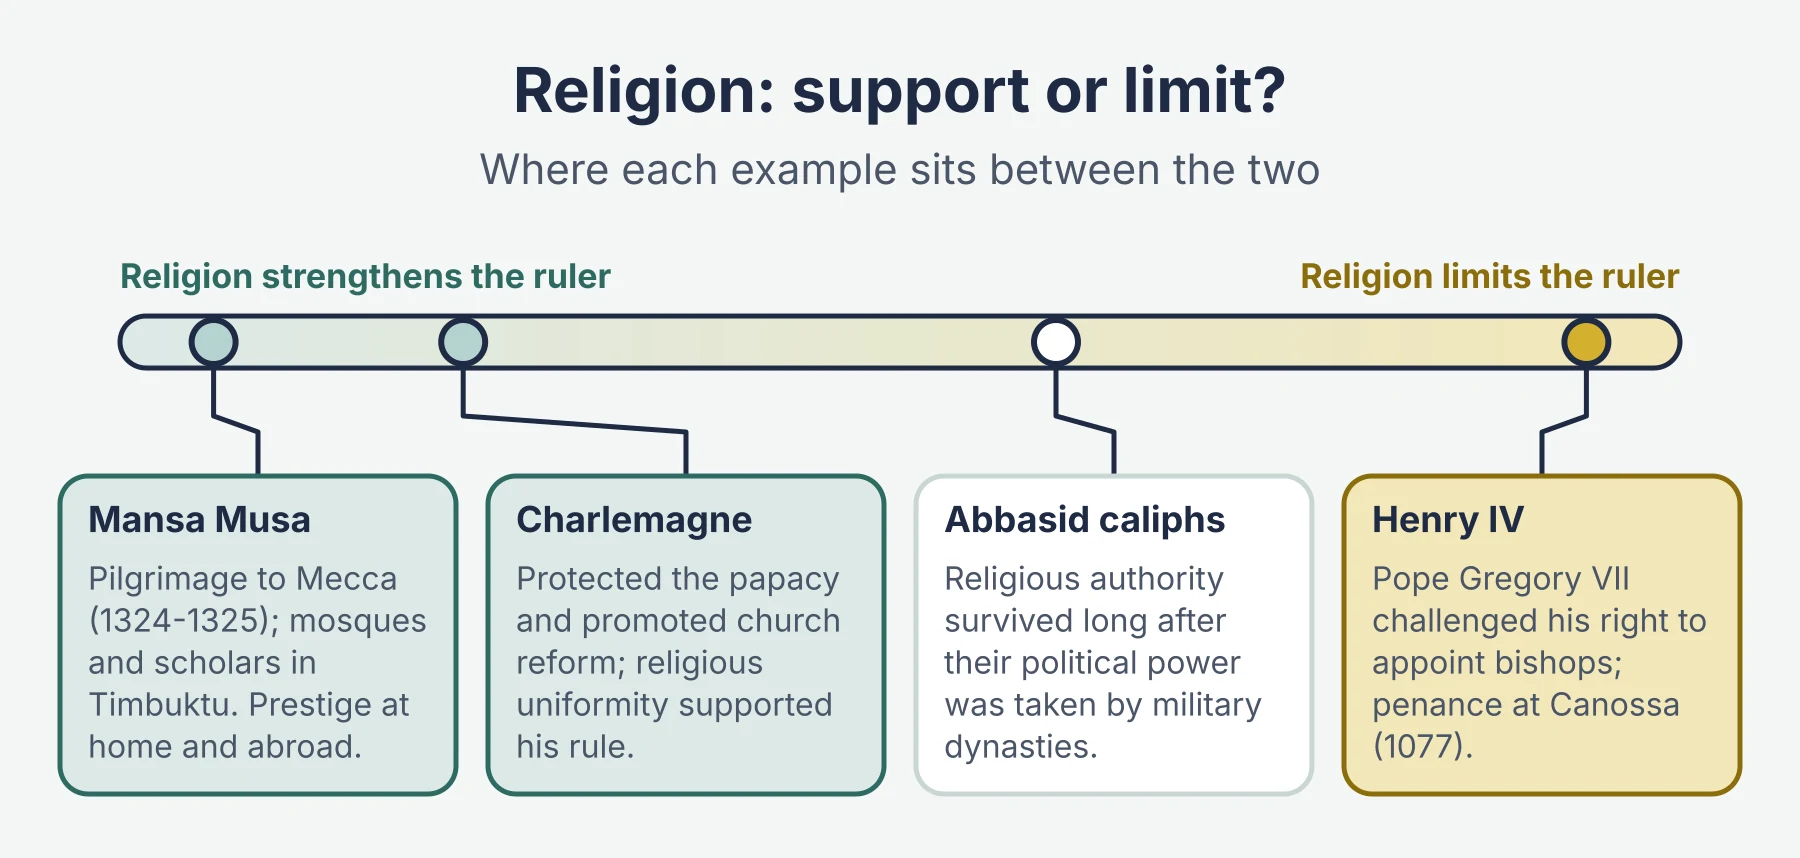 Religion: support or limit?
Where each example sits between the two
Religion strengthens the ruler
Religion limits the ruler
Mansa Musa
Pilgrimage to Mecca
(1324-1325); mosques
and scholars in
Timbuktu. Prestige at
home and abroad.
Charlemagne
Protected the papacy
and promoted church
reform; religious
uniformity supported
his rule.
Abbasid caliphs
Religious authority
survived long after
their political power
was taken by military
dynasties.
Henry IV
Pope Gregory VII
challenged his right to
appoint bishops;
penance at Canossa
(1077).